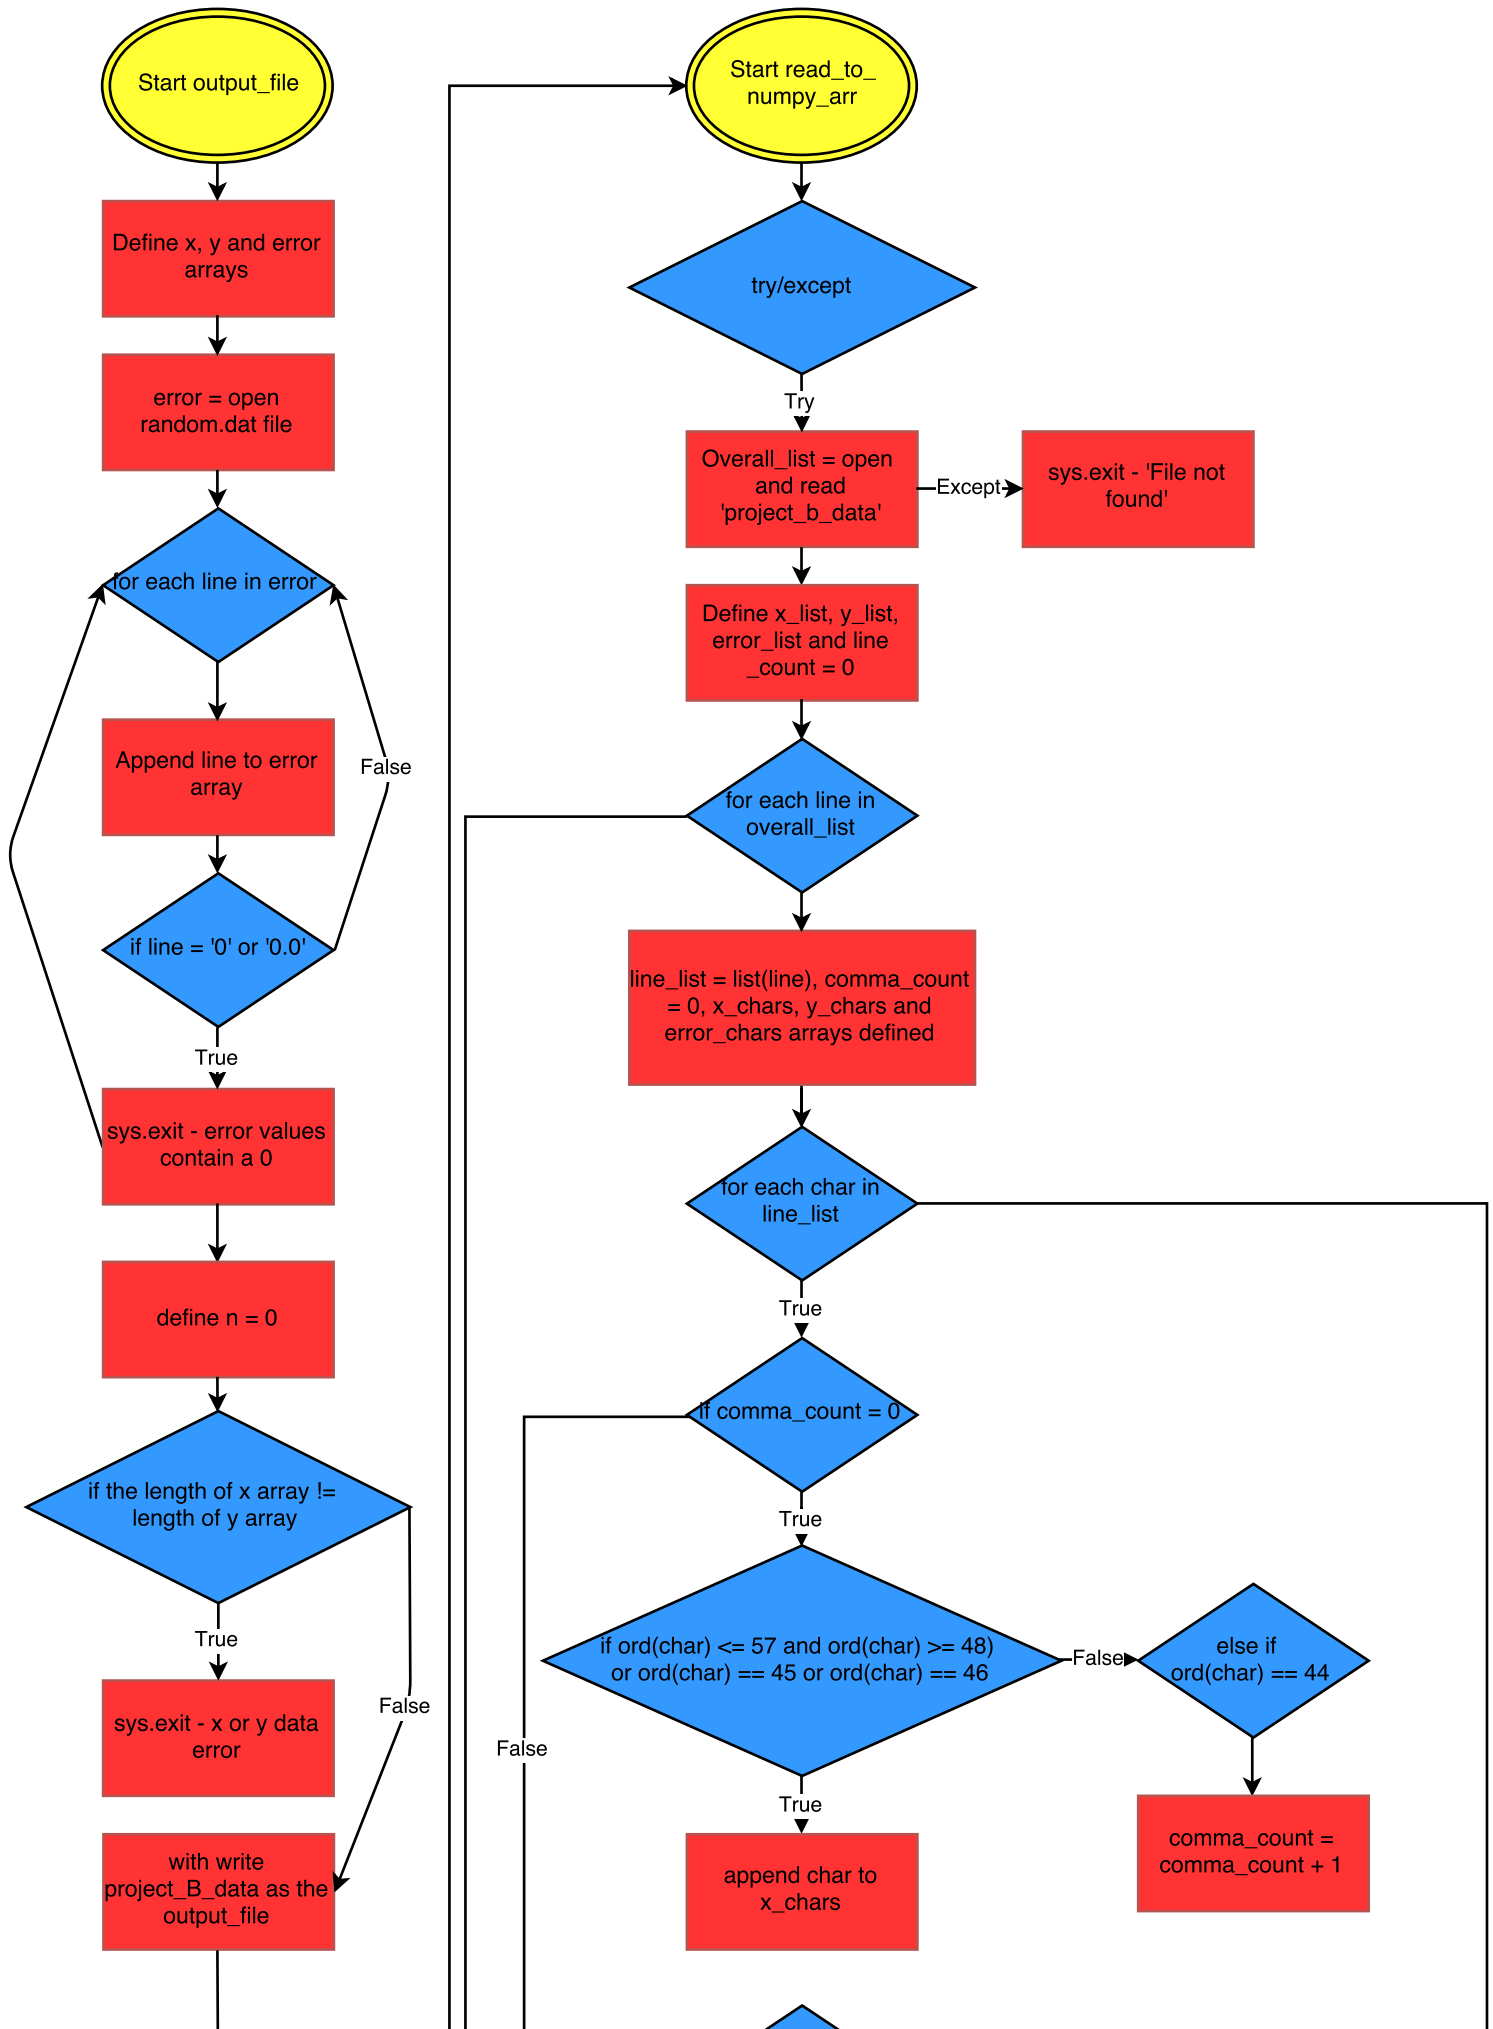 Start output_file
Define x, y and error
arrays
error = open
random.dat file
for each line in error
Append line to error
array
False
if line = '0' or '0.0'
True
sys.exit - error values
contain a 0
define n = 0
if the length of x array !=
length of y array
True
False
sys.exit - x or y data
error
with write
project_B_data as the
output_file
Start read_to_
numpy_arr
try/except
Try
Overall_list = open
and read
'project_b_data'
Except
sys.exit - 'File not
found'
Define x_list, y_list,
error_list and line
_count = 0
for each line in
overall_list
line_list = list(line), comma_count
= 0, x_chars, y_chars and
error_chars arrays defined
for each char in
line_list
True
if comma_count = 0
True
False
if ord(char) <= 57 and ord(char) >= 48)
or ord(char) == 45 or ord(char) == 46
False
else if
ord(char) == 44
True
append char to
x_chars
comma_count =
comma_count + 1